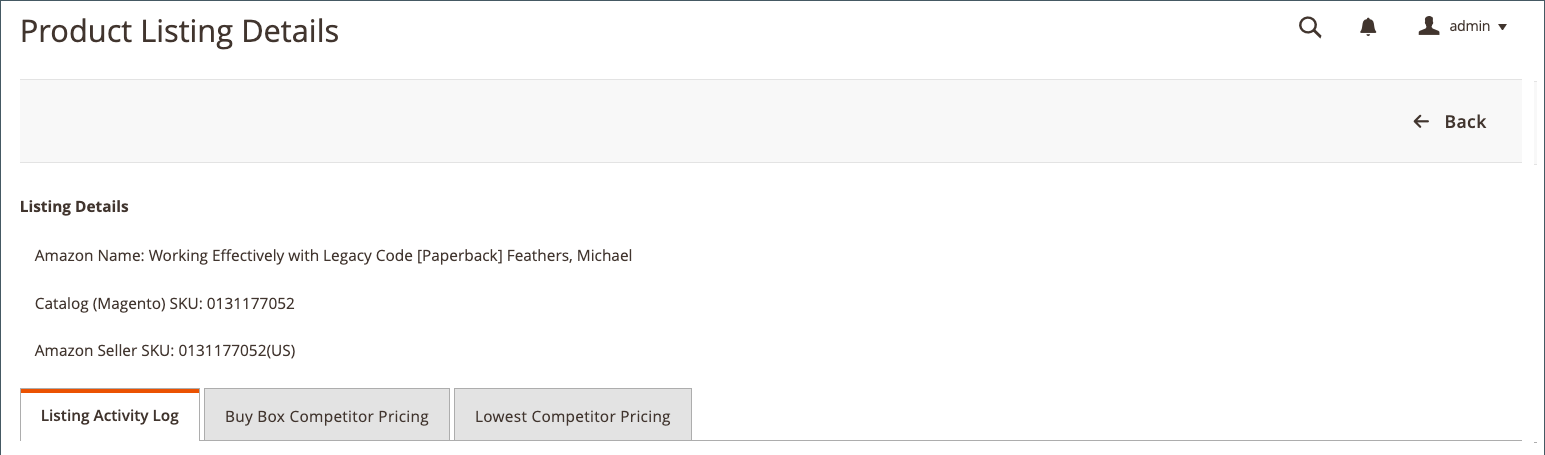 Product Listing Details
admin
Back
Listing Details
Amazon Name: Working Effectively with Legacy Code [Paperback] Feathers, Michael
Catalog (Magento) SKU: 0131177052
Amazon Seller SKU: 0131177052(US)
Listing Activity Log
Buy Box Competitor Pricing
Lowest Competitor Pricing